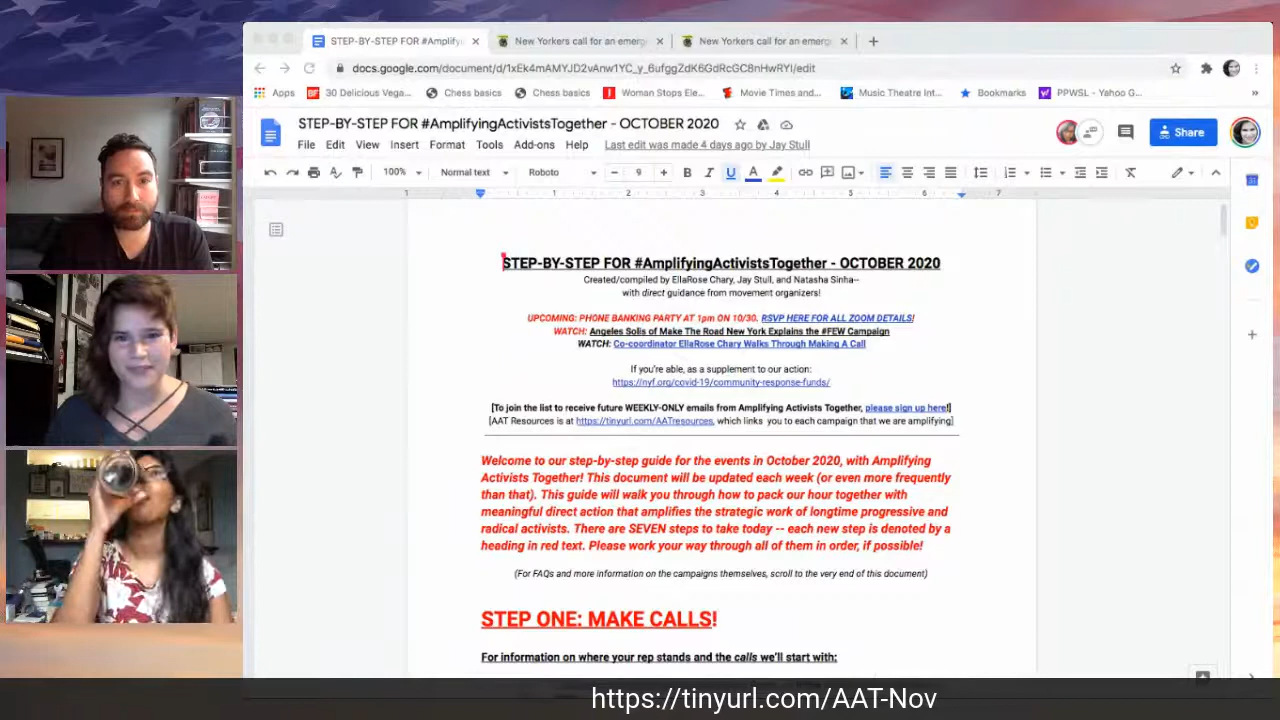 STEP-BY-STEP FOR #Amplifyi
New Yorkers call for an emerg
New Yorkers call for an emerg
docs.google.com/document/d/1xEk4mAMYJD2vAnw1YC_y_6ufggZdK6GdRcGC8nHwRYI/edit
Apps
30 Delicious Vega...
Chess basics
Chess basics
Woman Stops Ele...
Movie Times and...
Music Theatre Int...
Bookmarks
PPWSL - Yahoo G...
STEP-BY-STEP FOR #AmplifyingActivistsTogether - OCTOBER 2020
File Edit View Insert Format Tools Add-ons Help Last edit was made 4 days ago by Jay Stull
Share
100% Normal text Roboto 9 B I U A
1 1 2 3 4 5 6 7
STEP-BY-STEP FOR #AmplifyingActivistsTogether - OCTOBER 2020
Created/compiled by EllaRose Chary, Jay Stull, and Natasha Sinha--
with direct guidance from movement organizers!
UPCOMING: PHONE BANKING PARTY AT 1pm ON 10/30. RSVP HERE FOR ALL ZOOM DETAILS!
WATCH: Angeles Solis of Make The Road New York Explains the #FEW Campaign
WATCH: Co-coordinator EllaRose Chary Walks Through Making A Call
If you're able, as a supplement to our action:
https://nyf.org/covid-19/community-response-funds/
[To join the list to receive future WEEKLY-ONLY emails from Amplifying Activists Together, please sign up here!]
[AAT Resources is at https://tinyurl.com/AATresources, which links you to each campaign that we are amplifying]
Welcome to our step-by-step guide for the events in October 2020, with Amplifying
Activists Together! This document will be updated each week (or even more frequently
than that). This guide will walk you through how to pack our hour together with
meaningful direct action that amplifies the strategic work of longtime progressive and
radical activists. There are SEVEN steps to take today -- each new step is denoted by a
heading in red text. Please work your way through all of them in order, if possible!
(For FAQs and more information on the campaigns themselves, scroll to the very end of this document)
STEP ONE: MAKE CALLS!
For information on where your rep stands and the calls we'll start with:
https://tinyurl.com/AAT-Nov